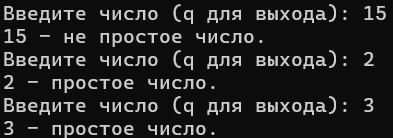 Введите число (q для выхода): 15
15 – не простое число.
Введите число (q для выхода): 2
2 – простое число.
Введите число (q для выхода): 3
3 – простое число.